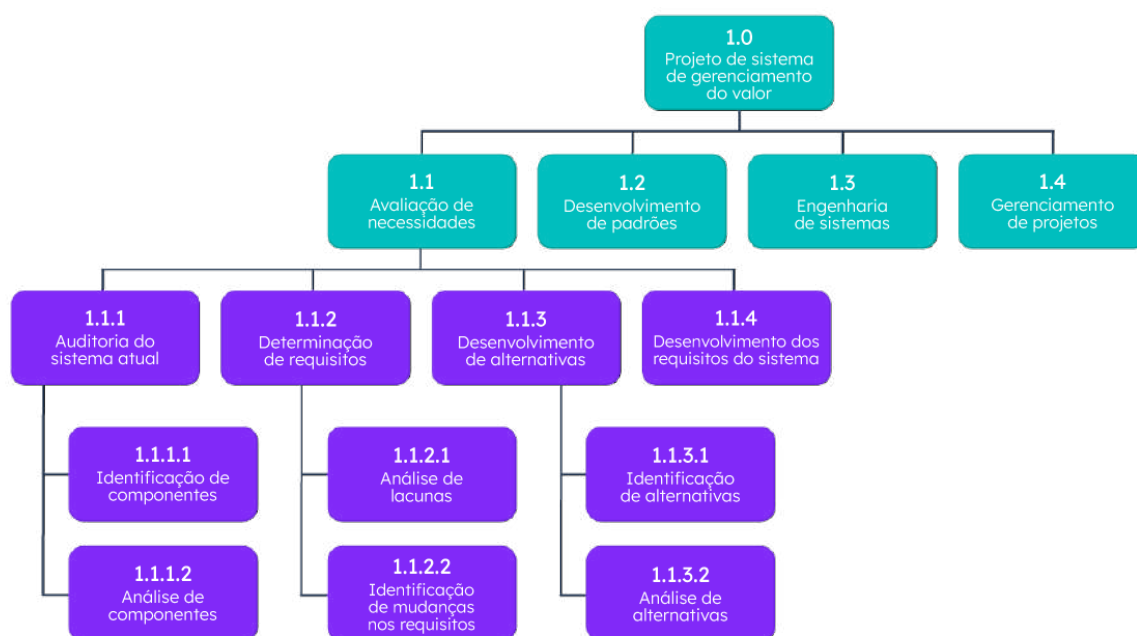 1.0
Projeto de sistema
de gerenciamento
do valor
1.1
Avaliação de
necessidades
1.2
Desenvolvimento
de padrões
1.3
Engenharia
de sistemas
1.4
Gerenciamento
de projetos
1.1.1
Auditoria do
sistema atual
1.1.2
Determinação
de requisitos
1.1.3
Desenvolvimento
de alternativas
1.1.4
Desenvolvimento dos
requisitos do sistema
1.1.1.1
Identificação de
componentes
1.1.2.1
Análise de
lacunas
1.1.3.1
Identificação
de alternativas
1.1.1.2
Análise de
componentes
1.1.2.2
Identificação
de mudanças
nos requisitos
1.1.3.2
Análise de
alternativas